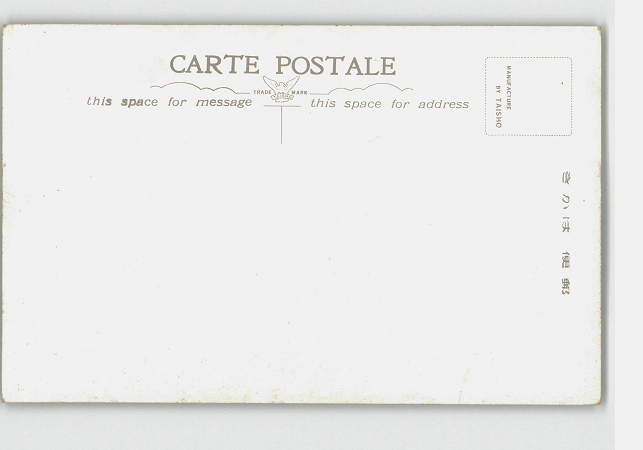 CARTE POSTALE
TRADE MARK
this space for message
this space for address
MANUFACTURE
BY TAISHO
きかは便郵